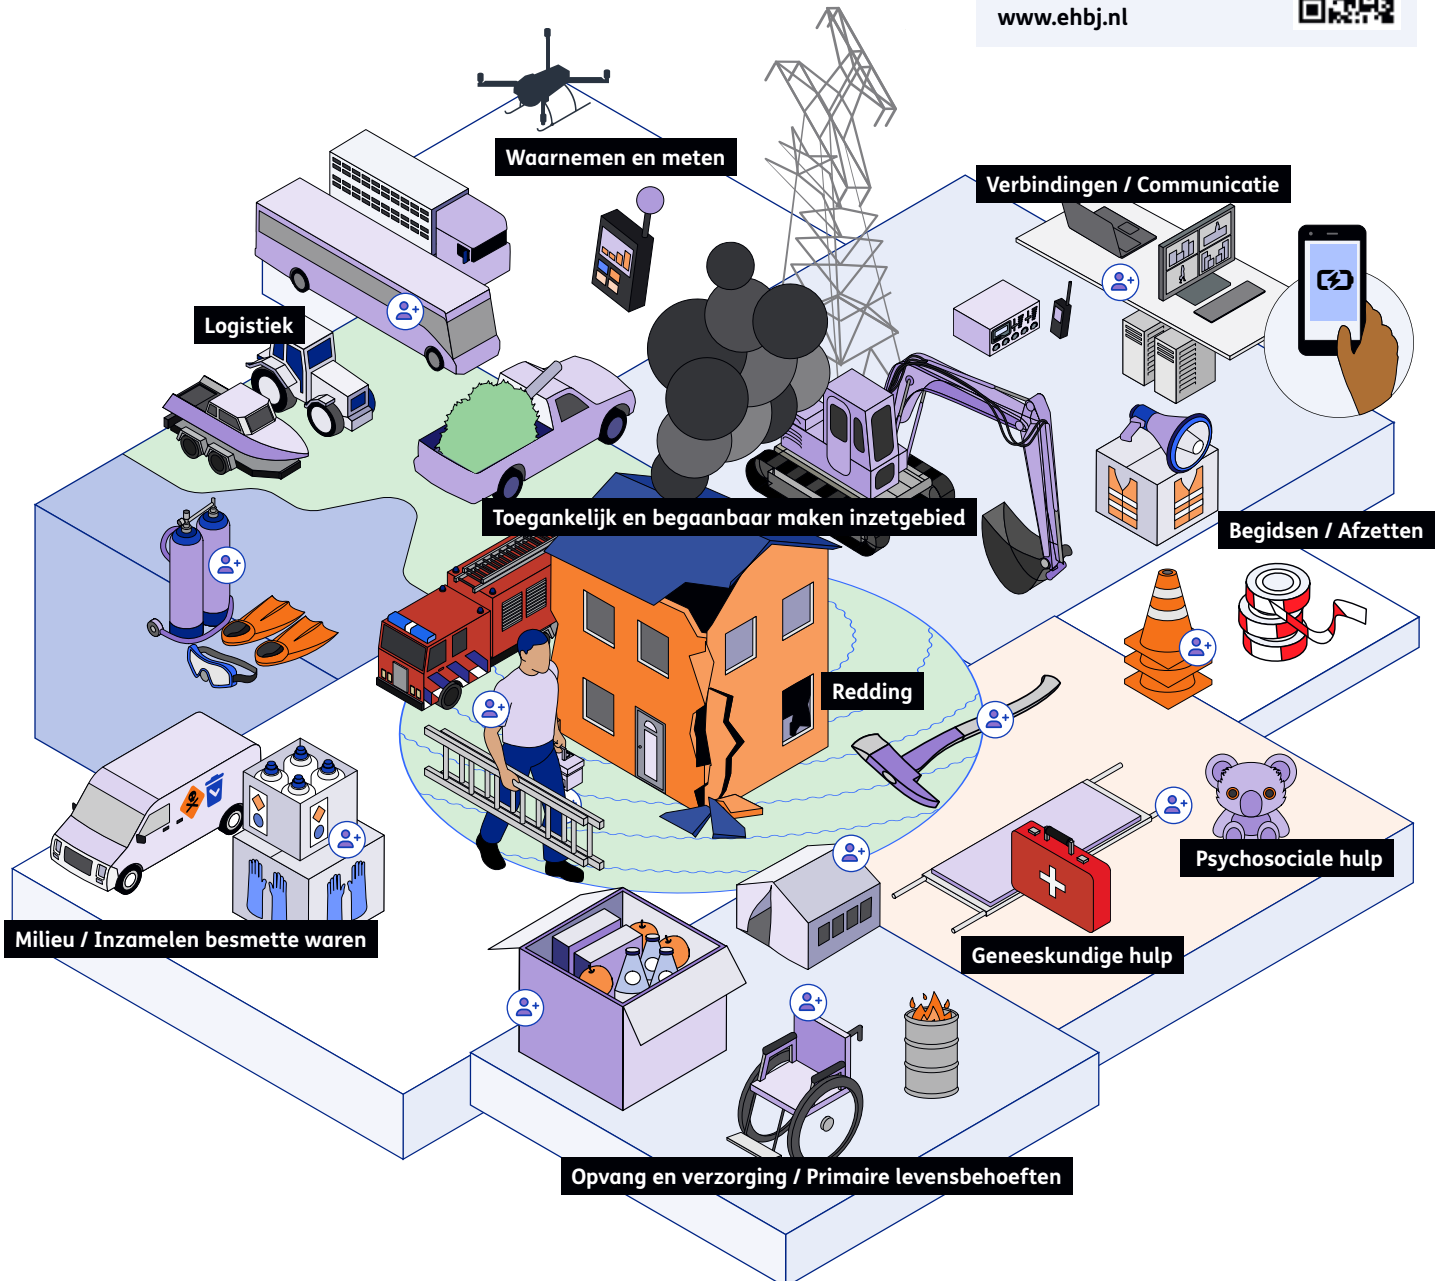 www.ehbj.nl
Waarnemen en meten
Verbindingen / Communicatie
Logistiek
Toegankelijk en begaanbaar maken inzetgebied
Begidsen / Afzetten
Redding
Psychosociale hulp
Milieu / Inzamelen besmette waren
Geneeskundige hulp
Opvang en verzorging / Primaire levensbehoeften